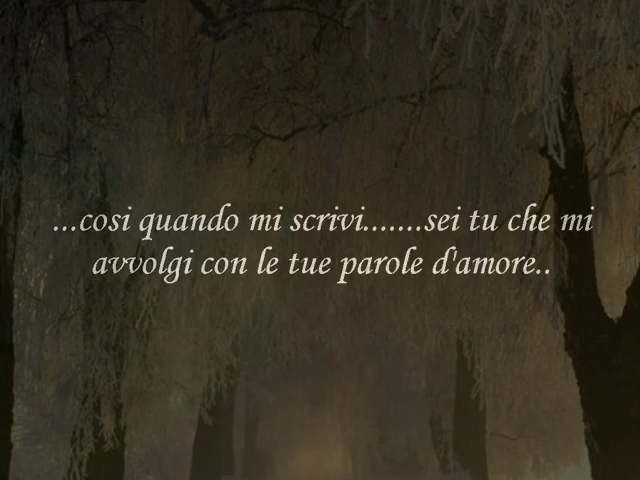 ...cosi quando mi scrivi.......sei tu che mi
avvolgi con le tue parole d'amore..